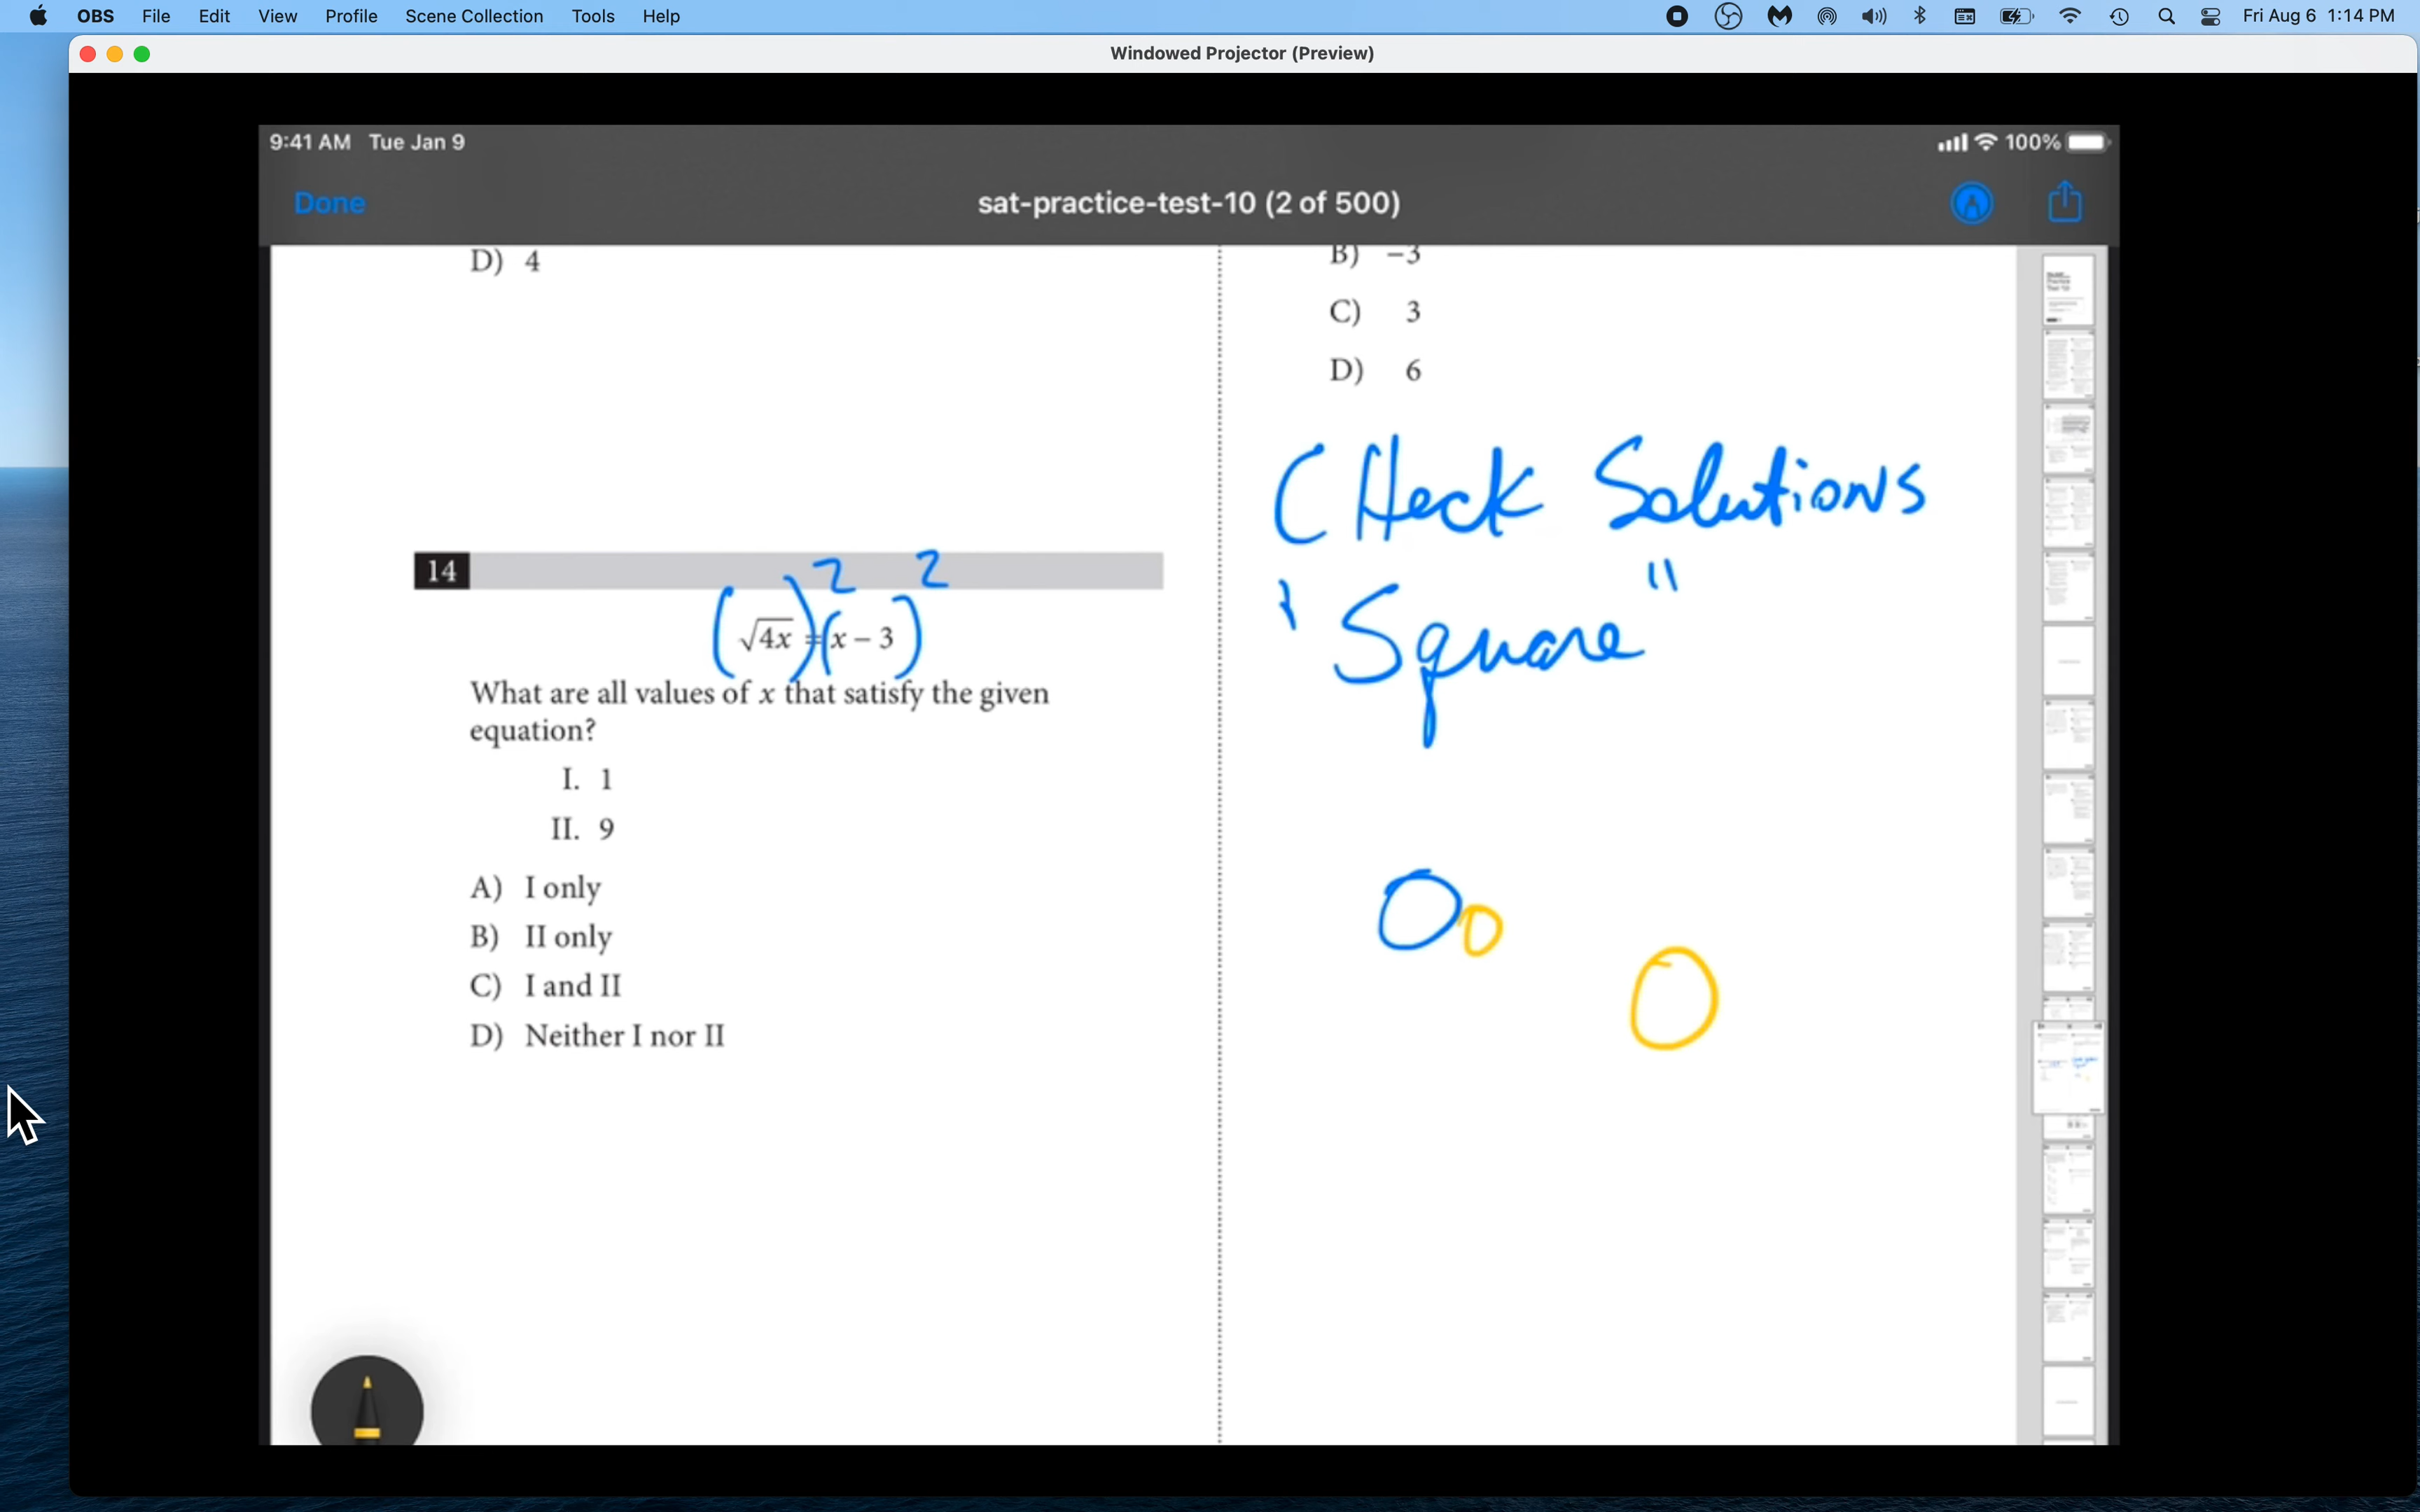 OBS File Edit View Profile Scene Collection Tools Help Fri Aug 6 1:14 PM
Windowed Projector (Preview)
9:41 AM Tue Jan 9 100%
Done sat-practice-test-10 (2 of 500)
D) 4
B) −3
C) 3
D) 6
CHeck Solutions
"Square"
14
(√4x)²=(x − 3)²
What are all values of x that satisfy the given
equation?
I. 1
II. 9
A) I only
B) II only
C) I and II
D) Neither I nor II